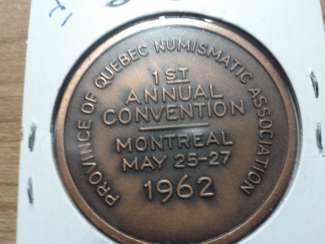 PROVINCE OF QUEBEC NUMISMATIC ASSOCIATION
1ST
ANNUAL
CONVENTION
MONTREAL
MAY 25-27
1962